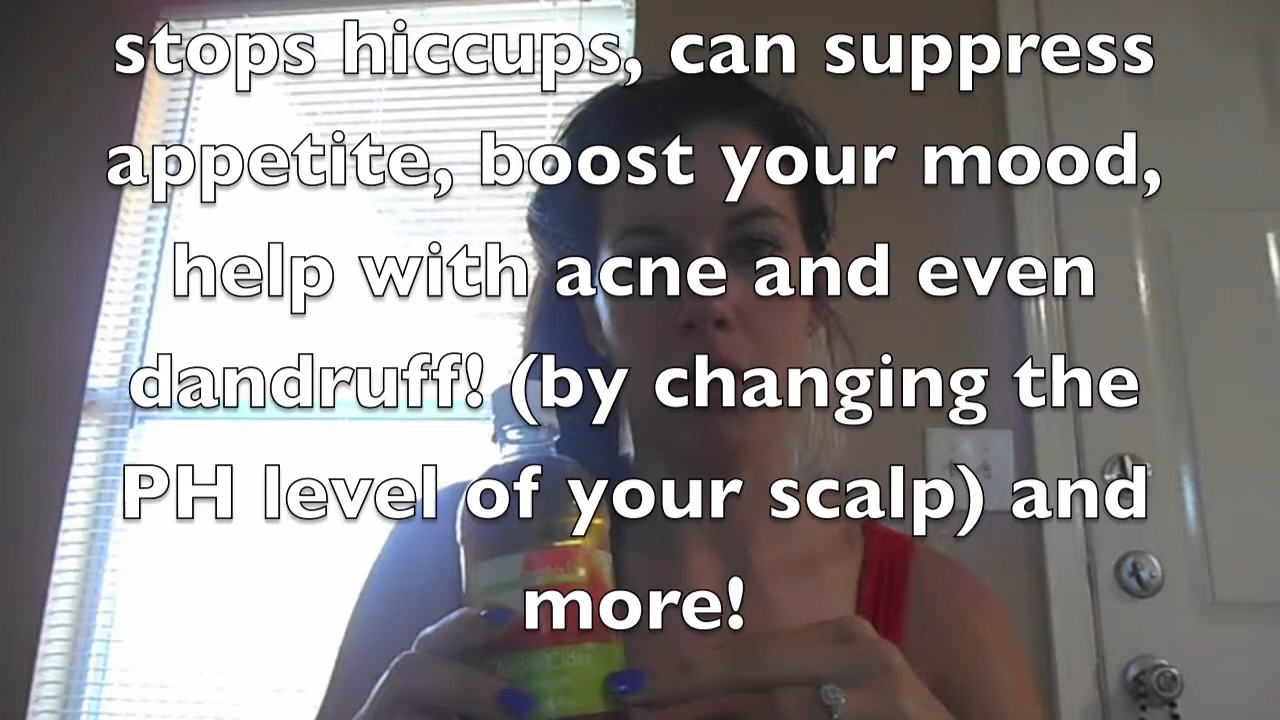 stops hiccups, can suppress
appetite, boost your mood,
help with acne and even
dandruff! (by changing the
PH level of your scalp) and
more!
Cider